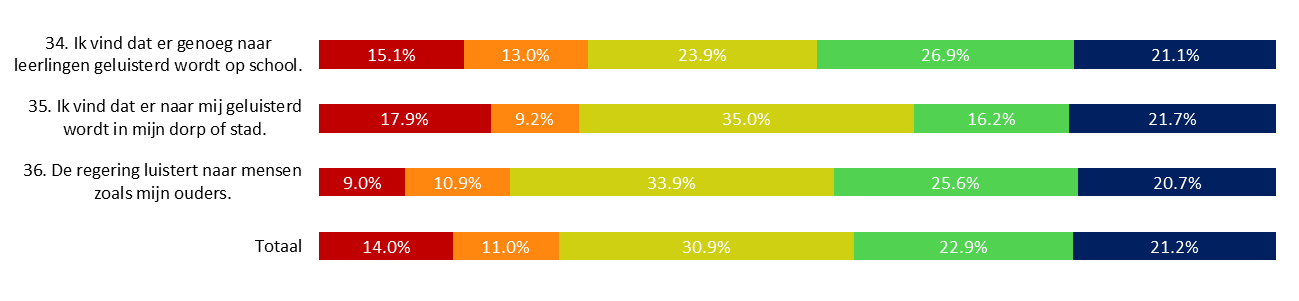 34. Ik vind dat er genoeg naar
leerlingen geluisterd wordt op school.
15.1% 13.0% 23.9% 26.9% 21.1%
35. Ik vind dat er naar mij geluisterd
wordt in mijn dorp of stad.
17.9% 9.2% 35.0% 16.2% 21.7%
36. De regering luistert naar mensen
zoals mijn ouders.
9.0% 10.9% 33.9% 25.6% 20.7%
Totaal 14.0% 11.0% 30.9% 22.9% 21.2%